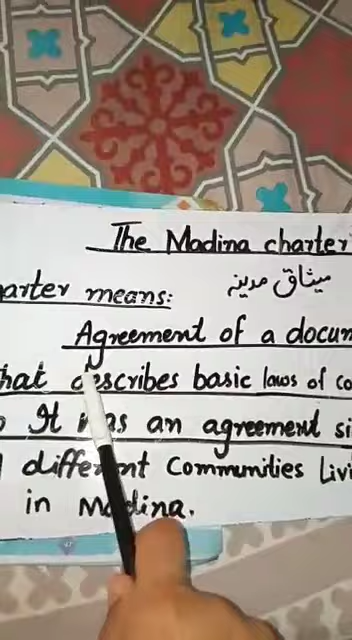 The Madina charter
arter means: میثاق مدینہ
Agreement of a docum
hat describes basic laws of co
It was an agreement si
different Communities Livi
in Madina.